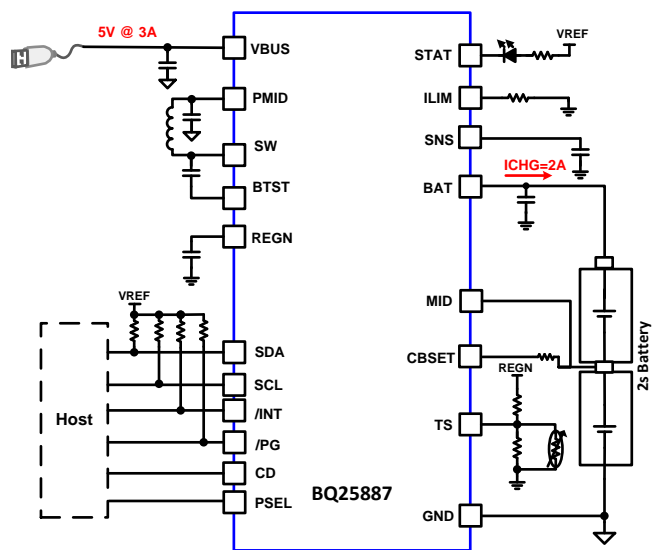 5V @ 3A
VBUS
PMID
SW
BTST
REGN
VREF
SDA
SCL
/INT
/PG
CD
PSEL
Host
BQ25887
STAT
VREF
ILIM
SNS
ICHG=2A
BAT
MID
CBSET
REGN
TS
GND
2s Battery